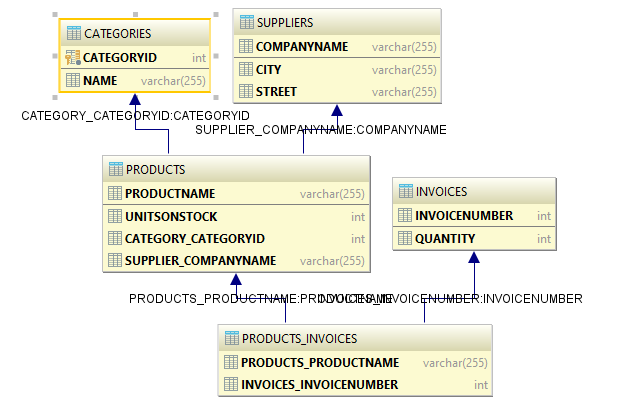 CATEGORIES
CATEGORYID int
NAME varchar(255)
SUPPLIERS
COMPANYNAME varchar(255)
CITY varchar(255)
STREET varchar(255)
CATEGORY_CATEGORYID:CATEGORYID
SUPPLIER_COMPANYNAME:COMPANYNAME
PRODUCTS
PRODUCTNAME varchar(255)
UNITSONSTOCK int
CATEGORY_CATEGORYID int
SUPPLIER_COMPANYNAME varchar(255)
INVOICES
INVOICENUMBER int
QUANTITY int
PRODUCTS_PRODUCTNAME:PRODUCTNAME
INVOICES_INVOICENUMBER:INVOICENUMBER
PRODUCTS_INVOICES
PRODUCTS_PRODUCTNAME varchar(255)
INVOICES_INVOICENUMBER int